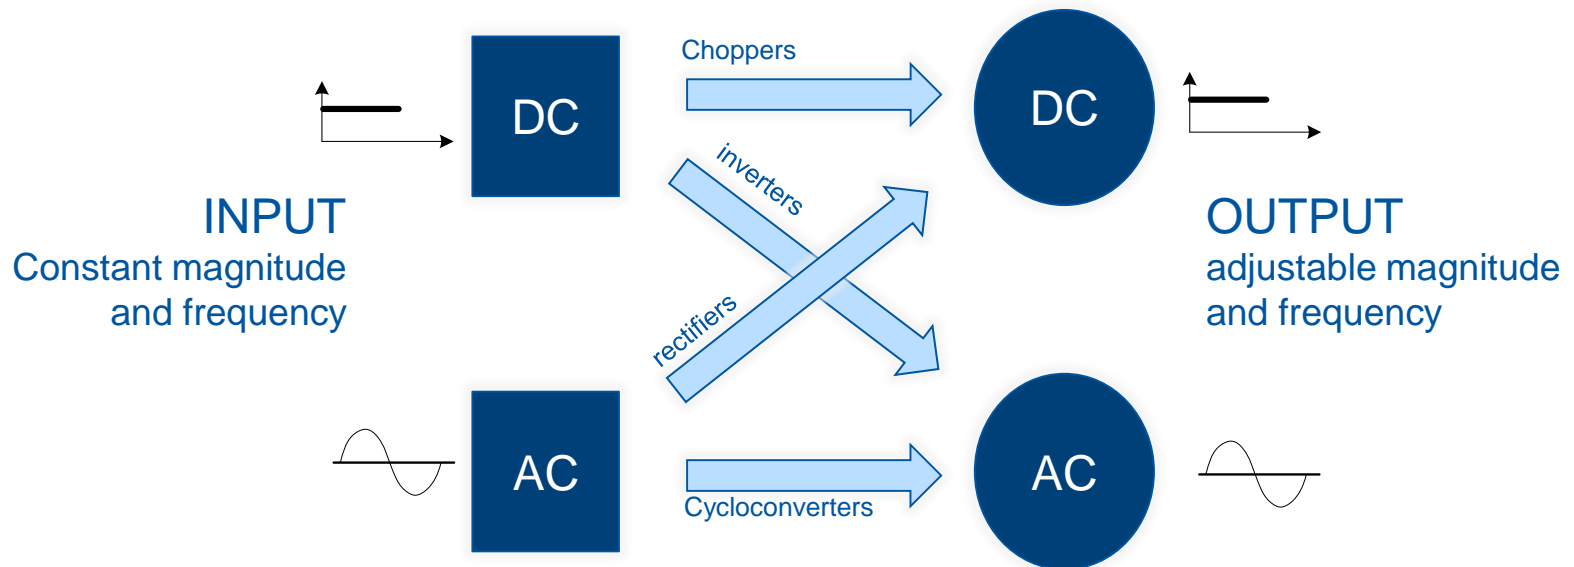 Choppers
DC
DC
inverters
INPUT
Constant magnitude
and frequency
OUTPUT
adjustable magnitude
and frequency
rectifiers
AC
AC
Cycloconverters